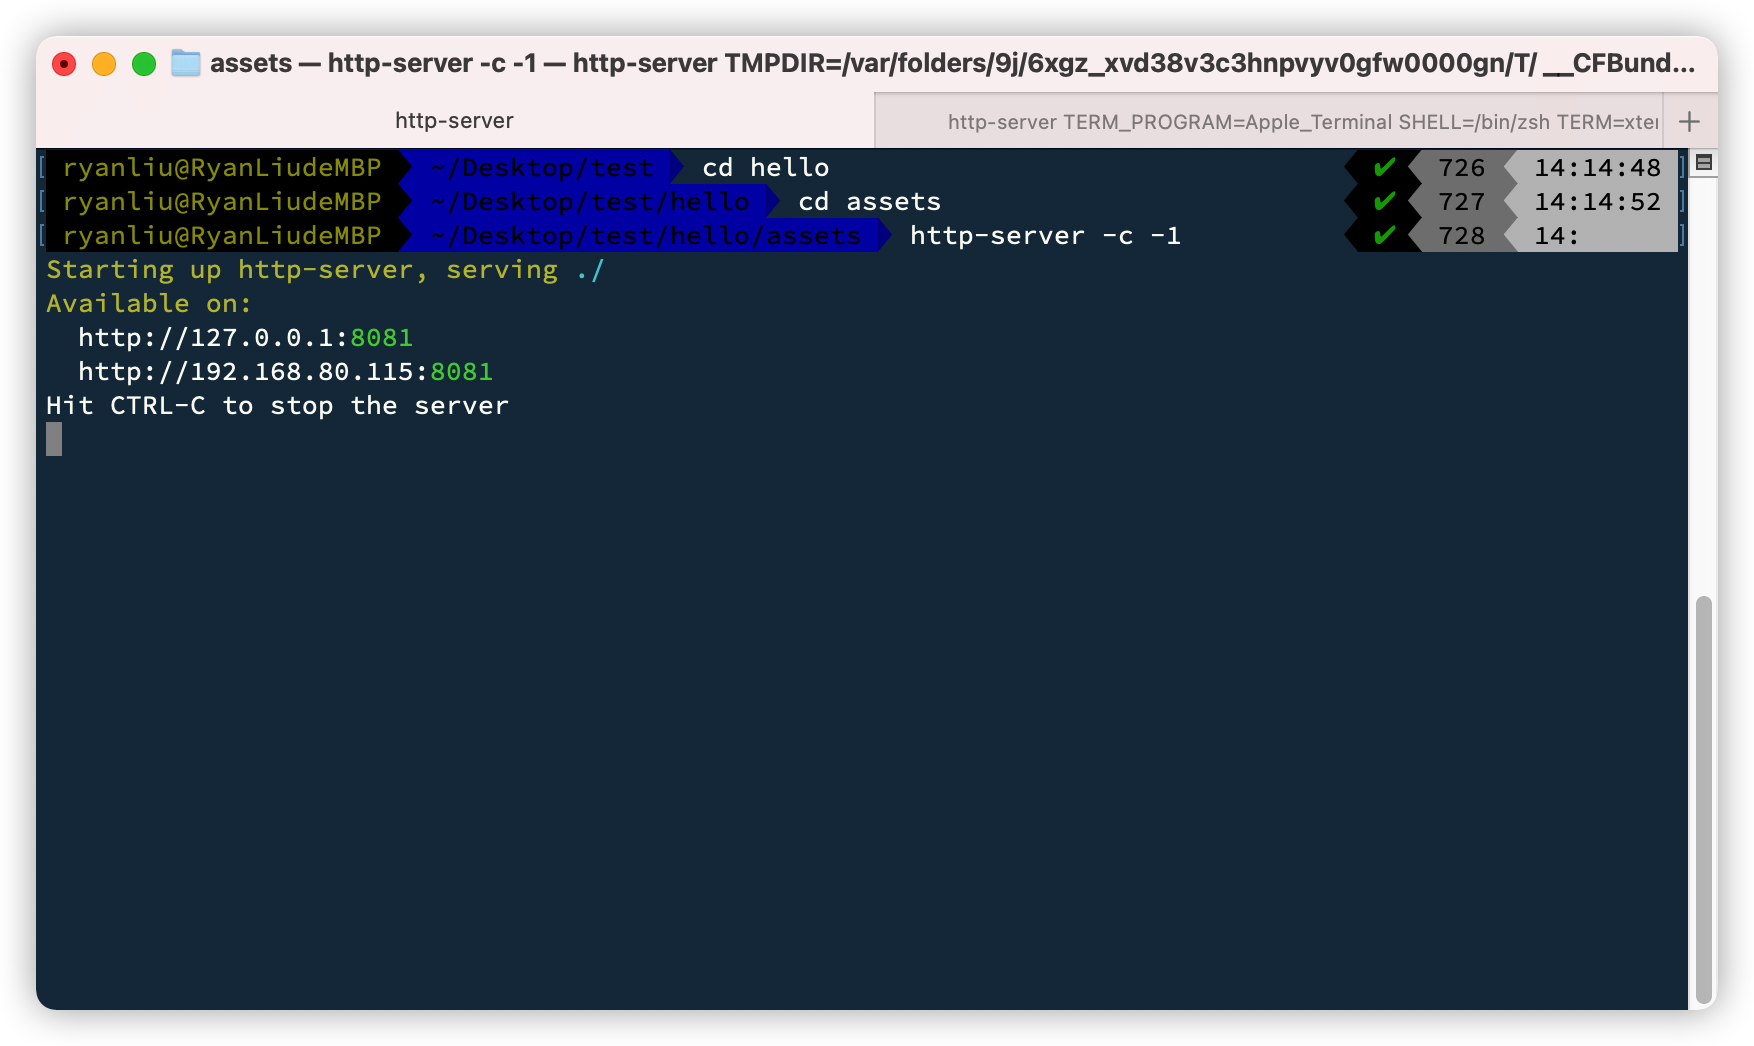 assets — http-server -c -1 — http-server TMPDIR=/var/folders/9j/6xgz_xvd38v3c3hnpvyv0gfw0000gn/T/ __CFBund...
http-server
http-server TERM_PROGRAM=Apple_Terminal SHELL=/bin/zsh TERM=xter
+
[ ryanliu@RyanLiudeMBP ~/Desktop/test cd hello ✔ 726 14:14:48 ]
[ ryanliu@RyanLiudeMBP ~/Desktop/test/hello cd assets ✔ 727 14:14:52 ]
[ ryanliu@RyanLiudeMBP ~/Desktop/test/hello/assets http-server -c -1 ✔ 728 14: ]
Starting up http-server, serving ./
Available on:
http://127.0.0.1:8081
http://192.168.80.115:8081
Hit CTRL-C to stop the server